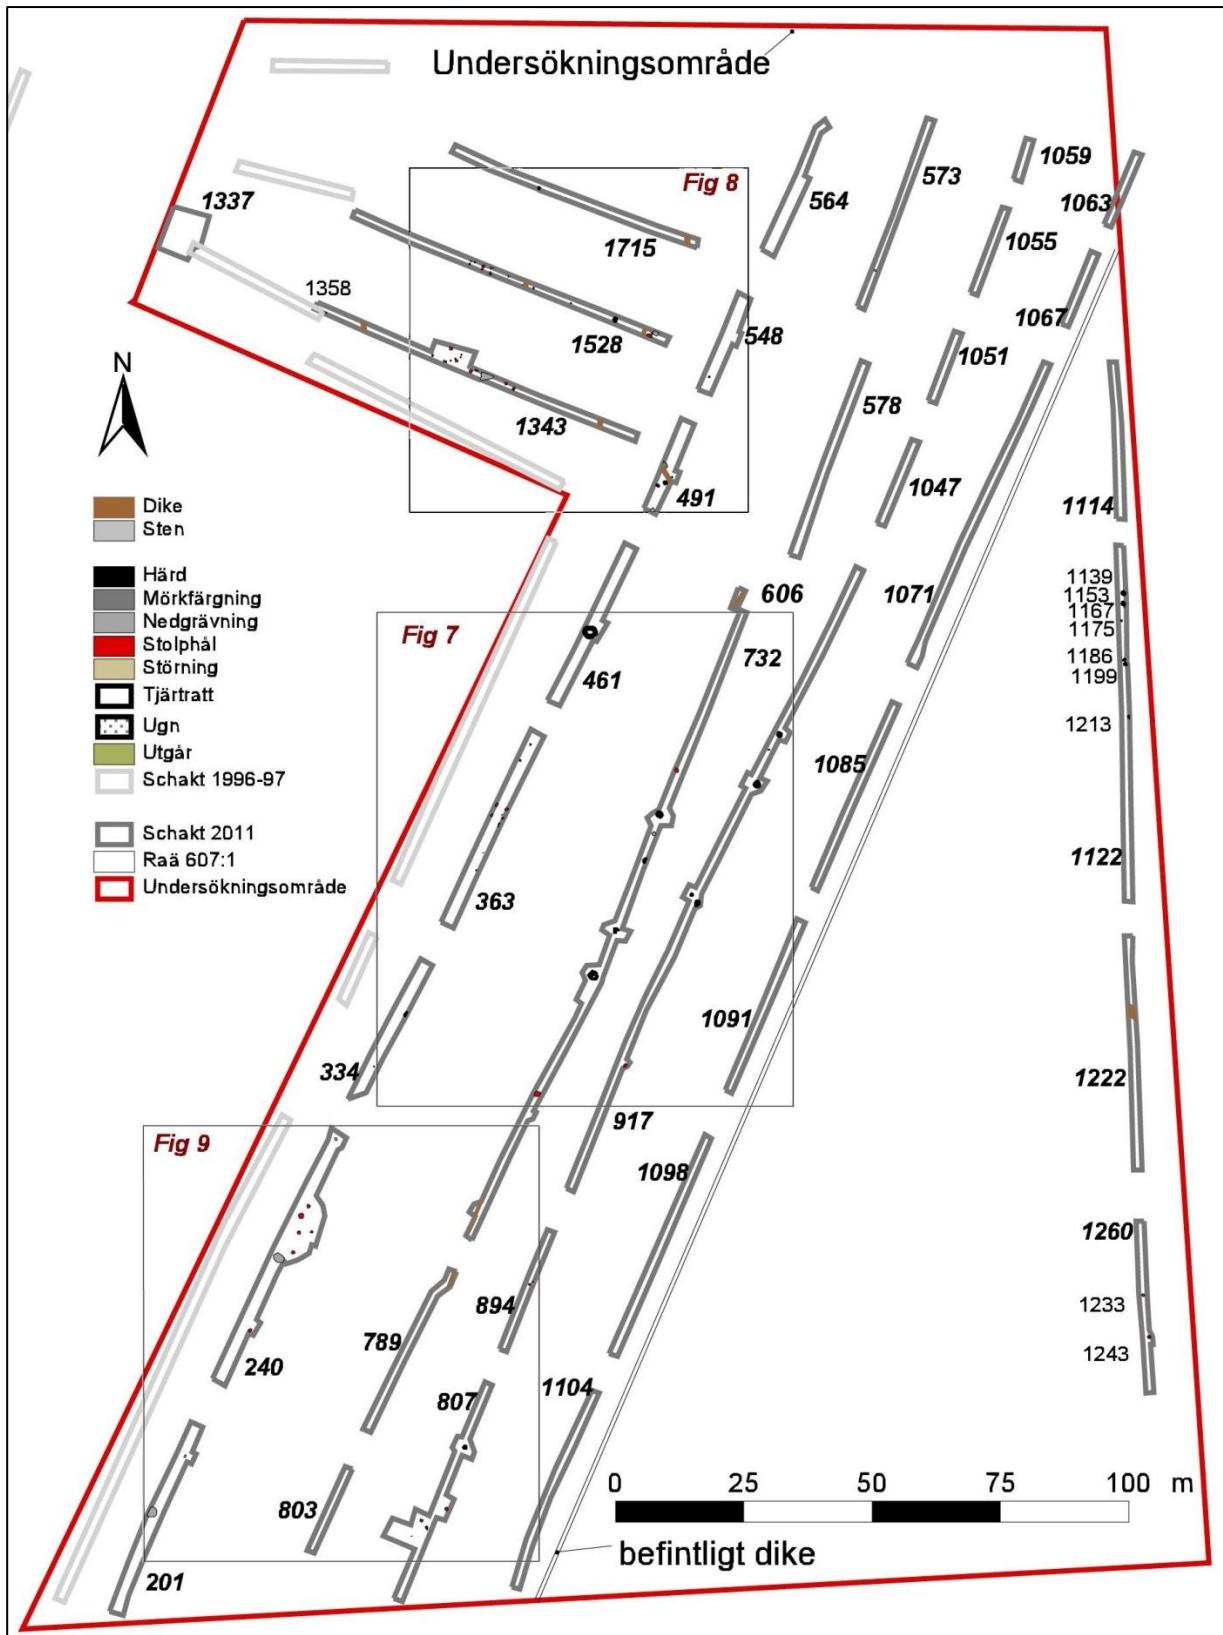 Undersökningsområde
1059
573
Fig 8
564
1063
1337
1055
1715
1358
1067
1528
548
1051
N
578
1343
1047
491
1114
Dike
Sten
Härd
Mörkfärgning
Nedgrävning
Stolphål
Störning
Tjärtratt
Ugn
Utgår
Schakt 1996-97
Schakt 2011
Raä 607:1
Undersökningsområde
1139
1153
1167
1175
1186
1199
1213
606
1071
Fig 7
732
461
1085
1122
363
1091
334
1222
917
Fig 9
1098
1260
894
1233
789
1243
240
807
1104
0 25 50 75 100 m
803
befintligt dike
201